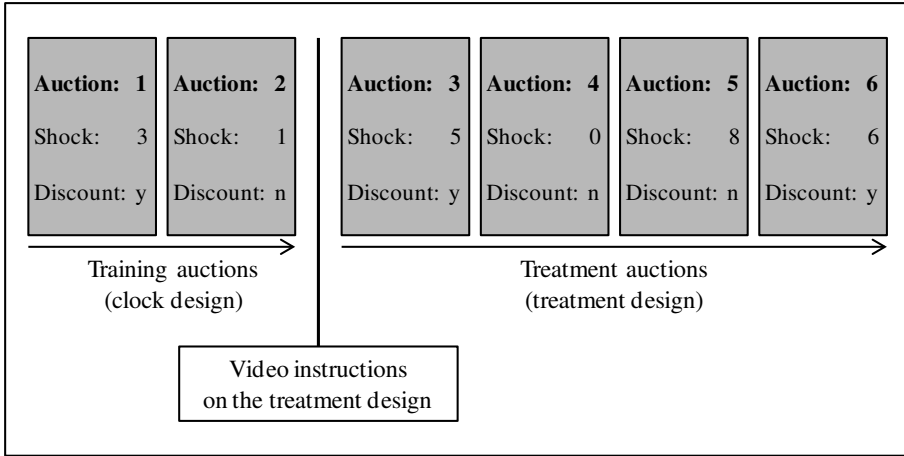 Auction: 1
Shock: 3
Discount: y
Auction: 2
Shock: 1
Discount: n
Auction: 3
Shock: 5
Discount: y
Auction: 4
Shock: 0
Discount: n
Auction: 5
Shock: 8
Discount: n
Auction: 6
Shock: 6
Discount: y
Training auctions
(clock design)
Treatment auctions
(treatment design)
Video instructions
on the treatment design